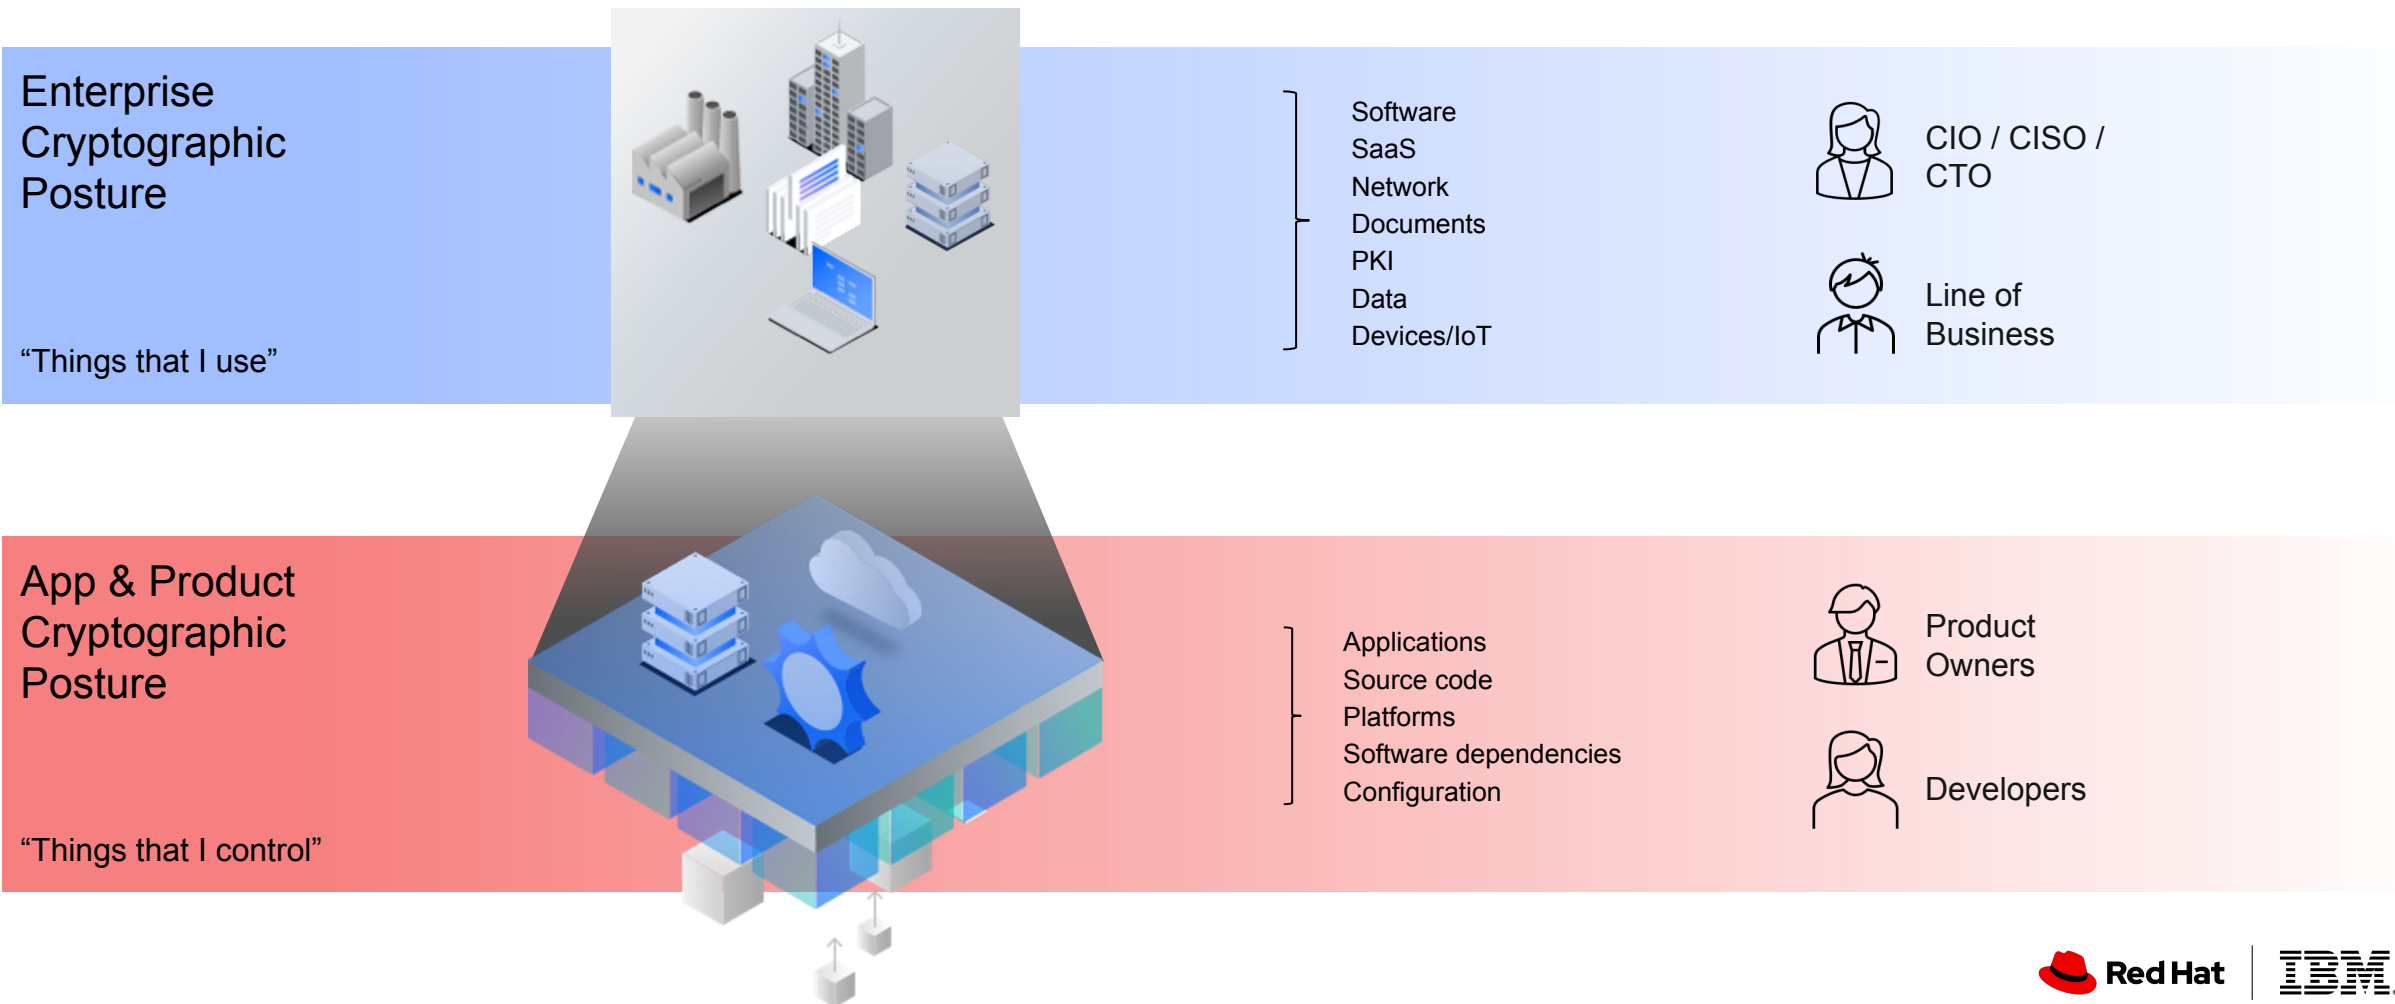 Enterprise
Cryptographic
Posture
“Things that I use”
Software
SaaS
Network
Documents
PKI
Data
Devices/IoT
CIO / CISO /
CTO
Line of
Business
App & Product
Cryptographic
Posture
“Things that I control”
Applications
Source code
Platforms
Software dependencies
Configuration
Product
Owners
Developers
Red Hat
IBM